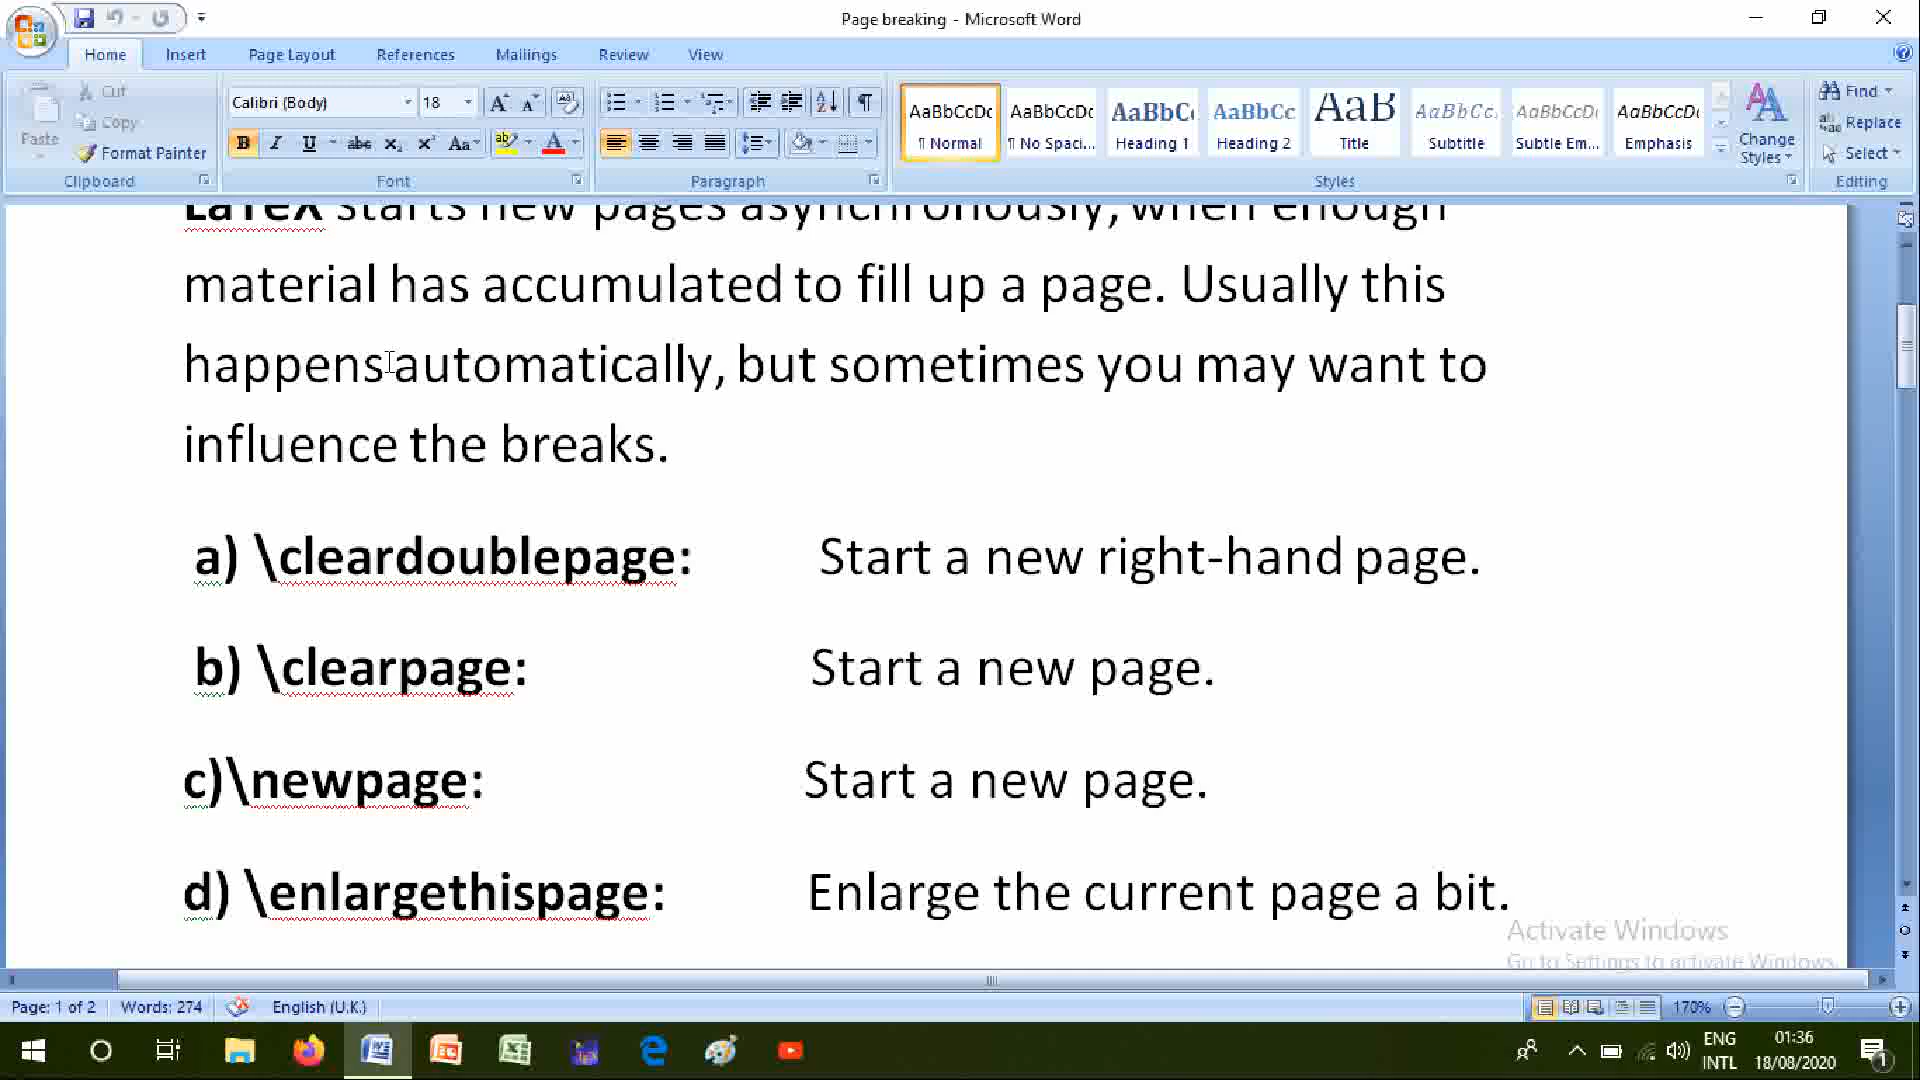 Page breaking - Microsoft Word
Home Insert Page Layout References Mailings Review View
Paste Cut Copy Format Painter Clipboard
Calibri (Body) 18 Font
Paragraph
AaBbCcDc AaBbCcDc AaBbC AaBbCc AaB AaBbCc. AaBbCcDc AaBbCcDc
¶ Normal ¶ No Spaci... Heading 1 Heading 2 Title Subtitle Subtle Em... Emphasis
Styles
Change Styles
Find Replace Select Editing
LaTeX starts new pages asynchronously, when enough
material has accumulated to fill up a page. Usually this
happens automatically, but sometimes you may want to
influence the breaks.
a) \cleardoublepage: Start a new right-hand page.
b) \clearpage: Start a new page.
c)\newpage: Start a new page.
d) \enlargethispage: Enlarge the current page a bit.
Activate Windows
Go to Settings to activate Windows.
Page: 1 of 2 Words: 274 English (U.K.) 170%
ENG 01:36
INTL 18/08/2020 1